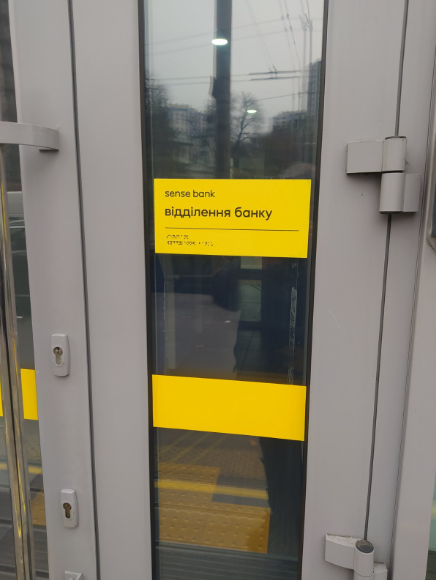 sense bank
відділення банку